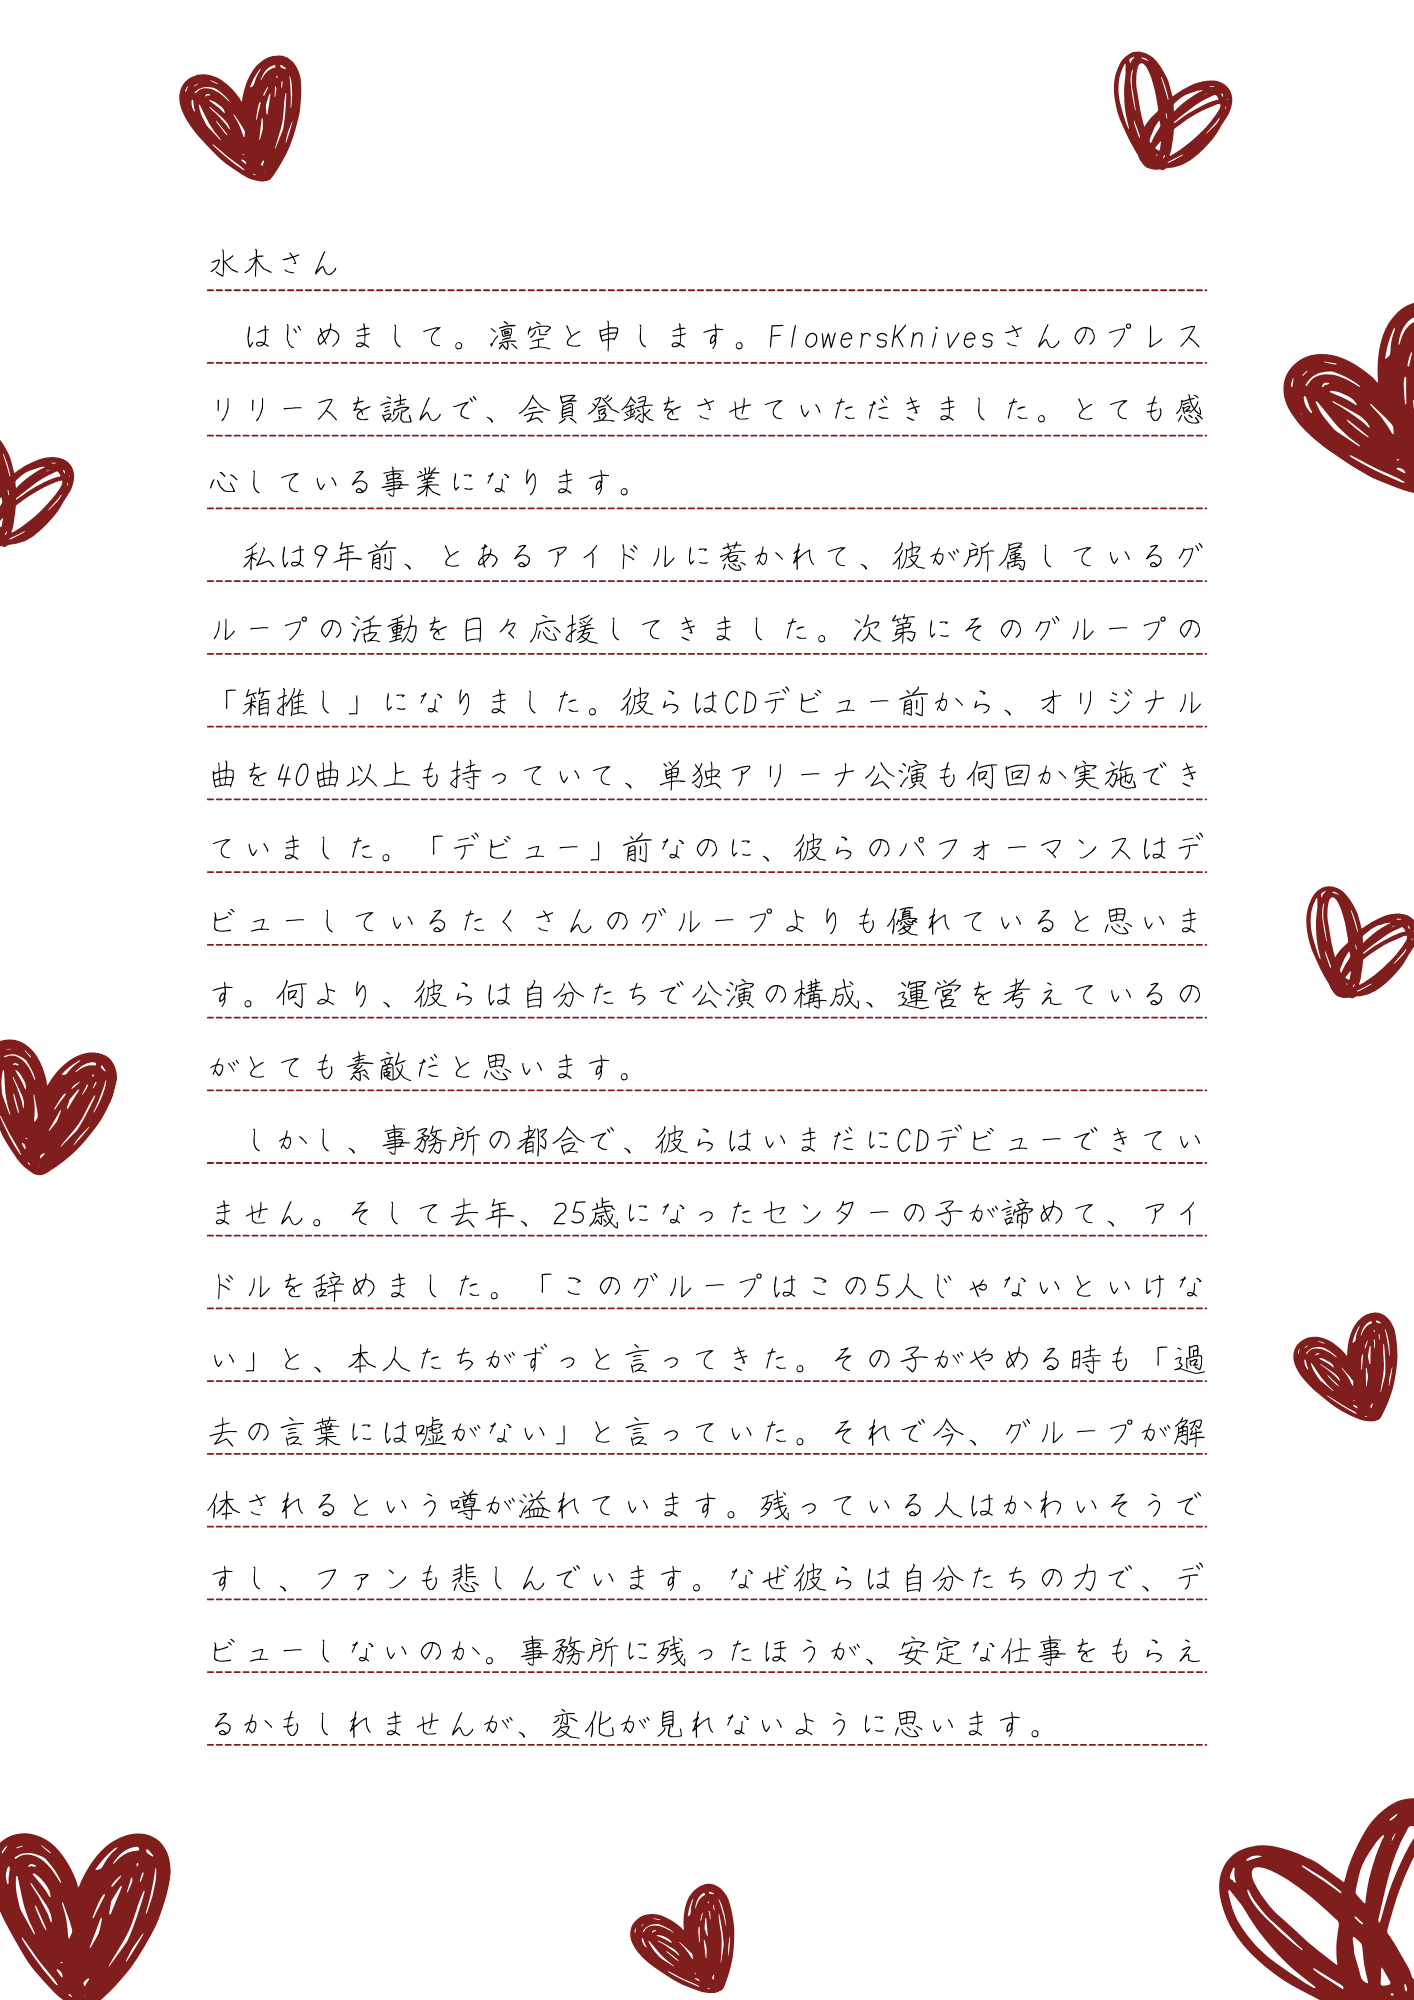 水木さん
　はじめまして。凛空と申します。FlowersKnivesさんのプレス
リリースを読んで、会員登録をさせていただきました。とても感
心している事業になります。
　私は9年前、とあるアイドルに惹かれて、彼が所属しているグ
ループの活動を日々応援してきました。次第にそのグループの
「箱推し」になりました。彼らはCDデビュー前から、オリジナル
曲を40曲以上も持っていて、単独アリーナ公演も何回か実施でき
ていました。「デビュー」前なのに、彼らのパフォーマンスはデ
ビューしているたくさんのグループよりも優れていると思いま
す。何より、彼らは自分たちで公演の構成、運営を考えているの
がとても素敵だと思います。
　しかし、事務所の都合で、彼らはいまだにCDデビューできてい
ません。そして去年、25歳になったセンターの子が諦めて、アイ
ドルを辞めました。「このグループはこの5人じゃないといけな
い」と、本人たちがずっと言ってきた。その子がやめる時も「過
去の言葉には嘘がない」と言っていた。それで今、グループが解
体されるという噂が溢れています。残っている人はかわいそうで
すし、ファンも悲しんでいます。なぜ彼らは自分たちの力で、デ
ビューしないのか。事務所に残ったほうが、安定な仕事をもらえ
るかもしれませんが、変化が見れないように思います。